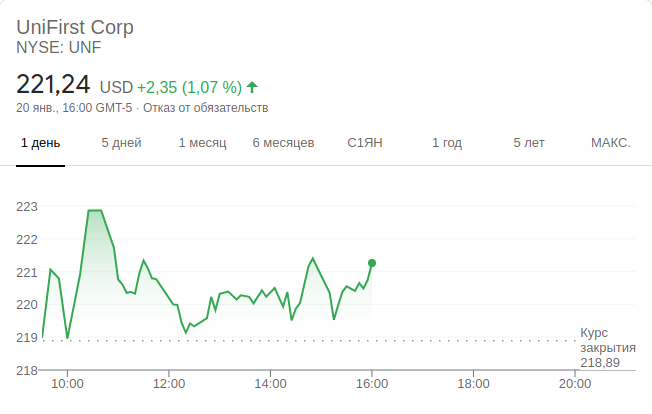 UniFirst Corp
NYSE: UNF
221,24 USD +2,35 (1,07 %)
20 янв., 16:00 GMT-5 · Отказ от обязательств
1 день 5 дней 1 месяц 6 месяцев С1ЯН 1 год 5 лет МАКС.
223
222
221
220
219
218
Курс
закрытия
218,89
10:00 12:00 14:00 16:00 18:00 20:00